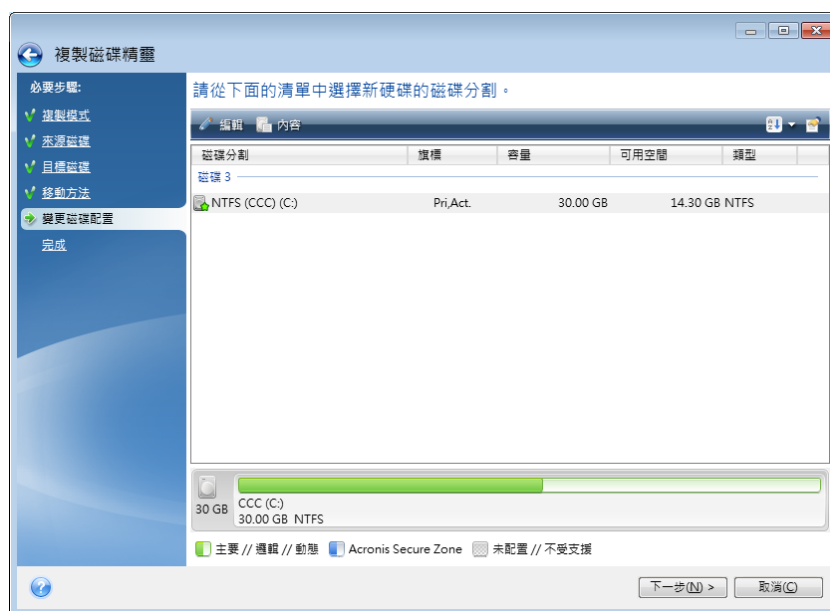 複製磁碟精靈
必要步驟:
複製模式
來源磁碟
目標磁碟
移動方法
變更磁碟配置
完成
請從下面的清單中選擇新硬碟的磁碟分割。
編輯 內容
磁碟分割 旗標 容量 可用空間 類型
磁碟 3
NTFS (CCC) (C:) Pri,Act. 30.00 GB 14.30 GB NTFS
30 GB
CCC (C:)
30.00 GB NTFS
主要 // 邏輯 // 動態 Acronis Secure Zone 未配置 // 不受支援
下一步(N) > 取消(C)